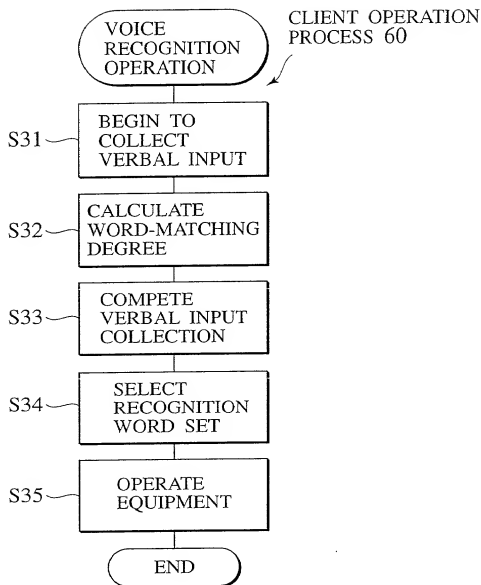 CLIENT OPERATION
PROCESS 60
VOICE
RECOGNITION
OPERATION
S31
BEGIN TO
COLLECT
VERBAL INPUT
S32
CALCULATE
WORD-MATCHING
DEGREE
S33
COMPETE
VERBAL INPUT
COLLECTION
S34
SELECT
RECOGNITION
WORD SET
S35
OPERATE
EQUIPMENT
END